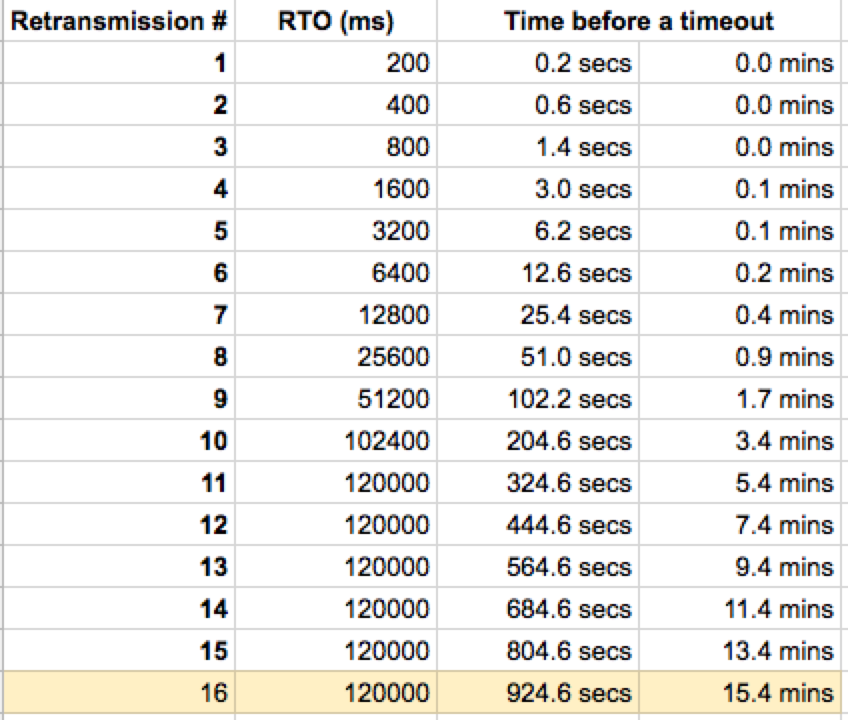 Retransmission # RTO (ms) Time before a timeout
1 200 0.2 secs 0.0 mins
2 400 0.6 secs 0.0 mins
3 800 1.4 secs 0.0 mins
4 1600 3.0 secs 0.1 mins
5 3200 6.2 secs 0.1 mins
6 6400 12.6 secs 0.2 mins
7 12800 25.4 secs 0.4 mins
8 25600 51.0 secs 0.9 mins
9 51200 102.2 secs 1.7 mins
10 102400 204.6 secs 3.4 mins
11 120000 324.6 secs 5.4 mins
12 120000 444.6 secs 7.4 mins
13 120000 564.6 secs 9.4 mins
14 120000 684.6 secs 11.4 mins
15 120000 804.6 secs 13.4 mins
16 120000 924.6 secs 15.4 mins